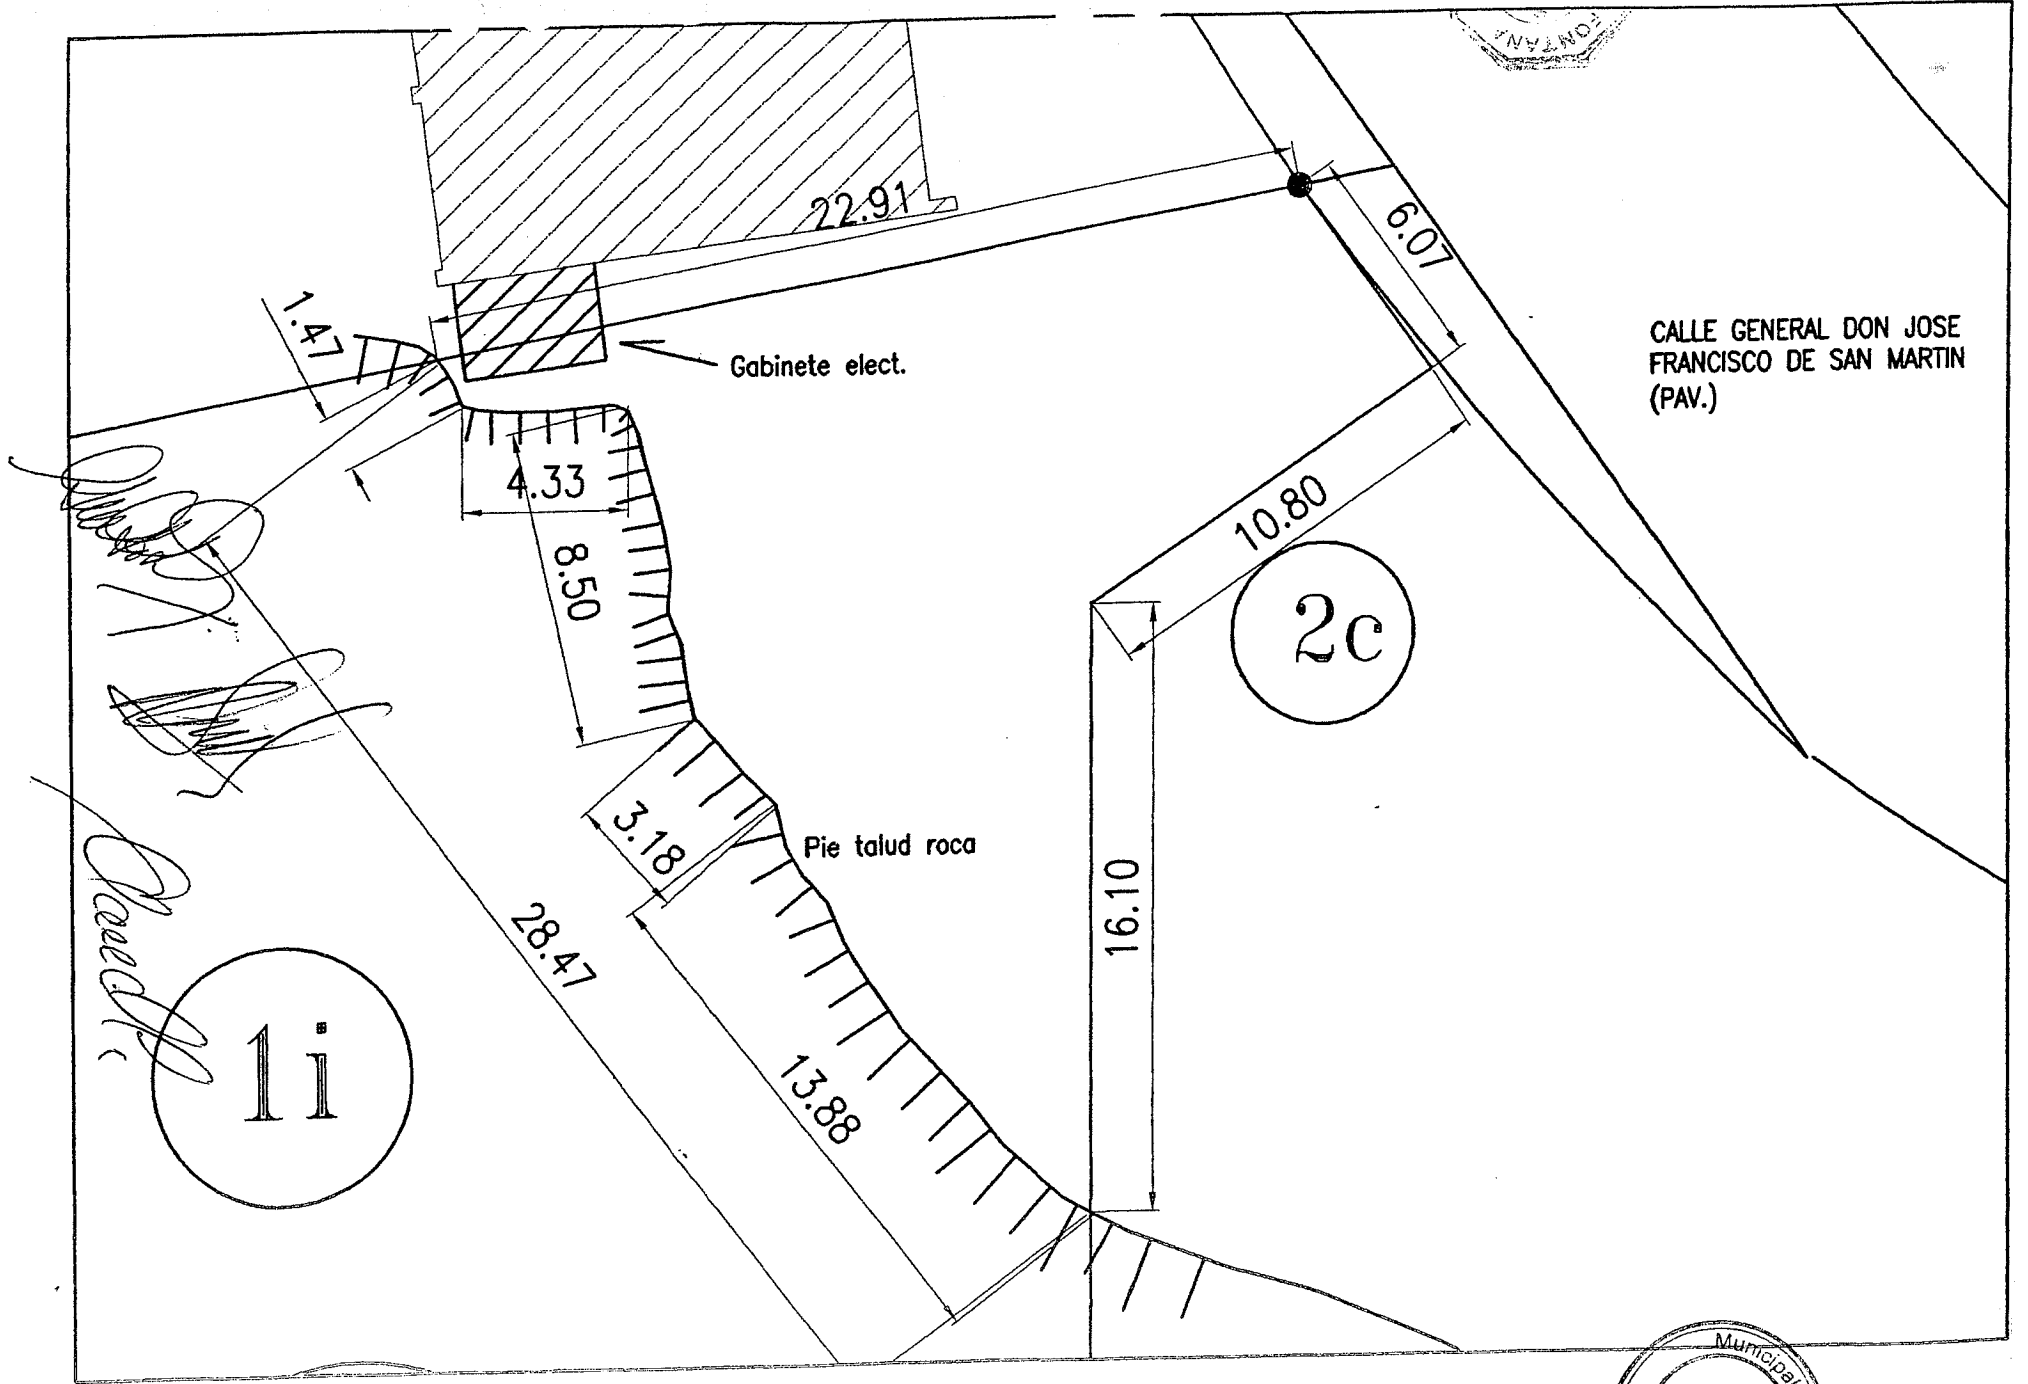 FONTANA
22.91
6.07
1.47
CALLE GENERAL DON JOSE
FRANCISCO DE SAN MARTIN
(PAV.)
Gabinete elect.
4.33
10.80
8.50
2c
3.18
Pie talud roca
16.10
28.47
13.88
1i
Municipal